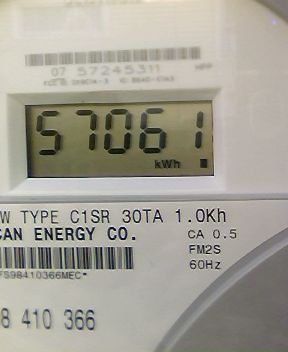 07 57245311
57061
kWh
W TYPE C1SR 30TA 1.0Kh
CAN ENERGY CO.
CA 0.5
FM2S
60Hz
FS98410366MEC*
8 410 366